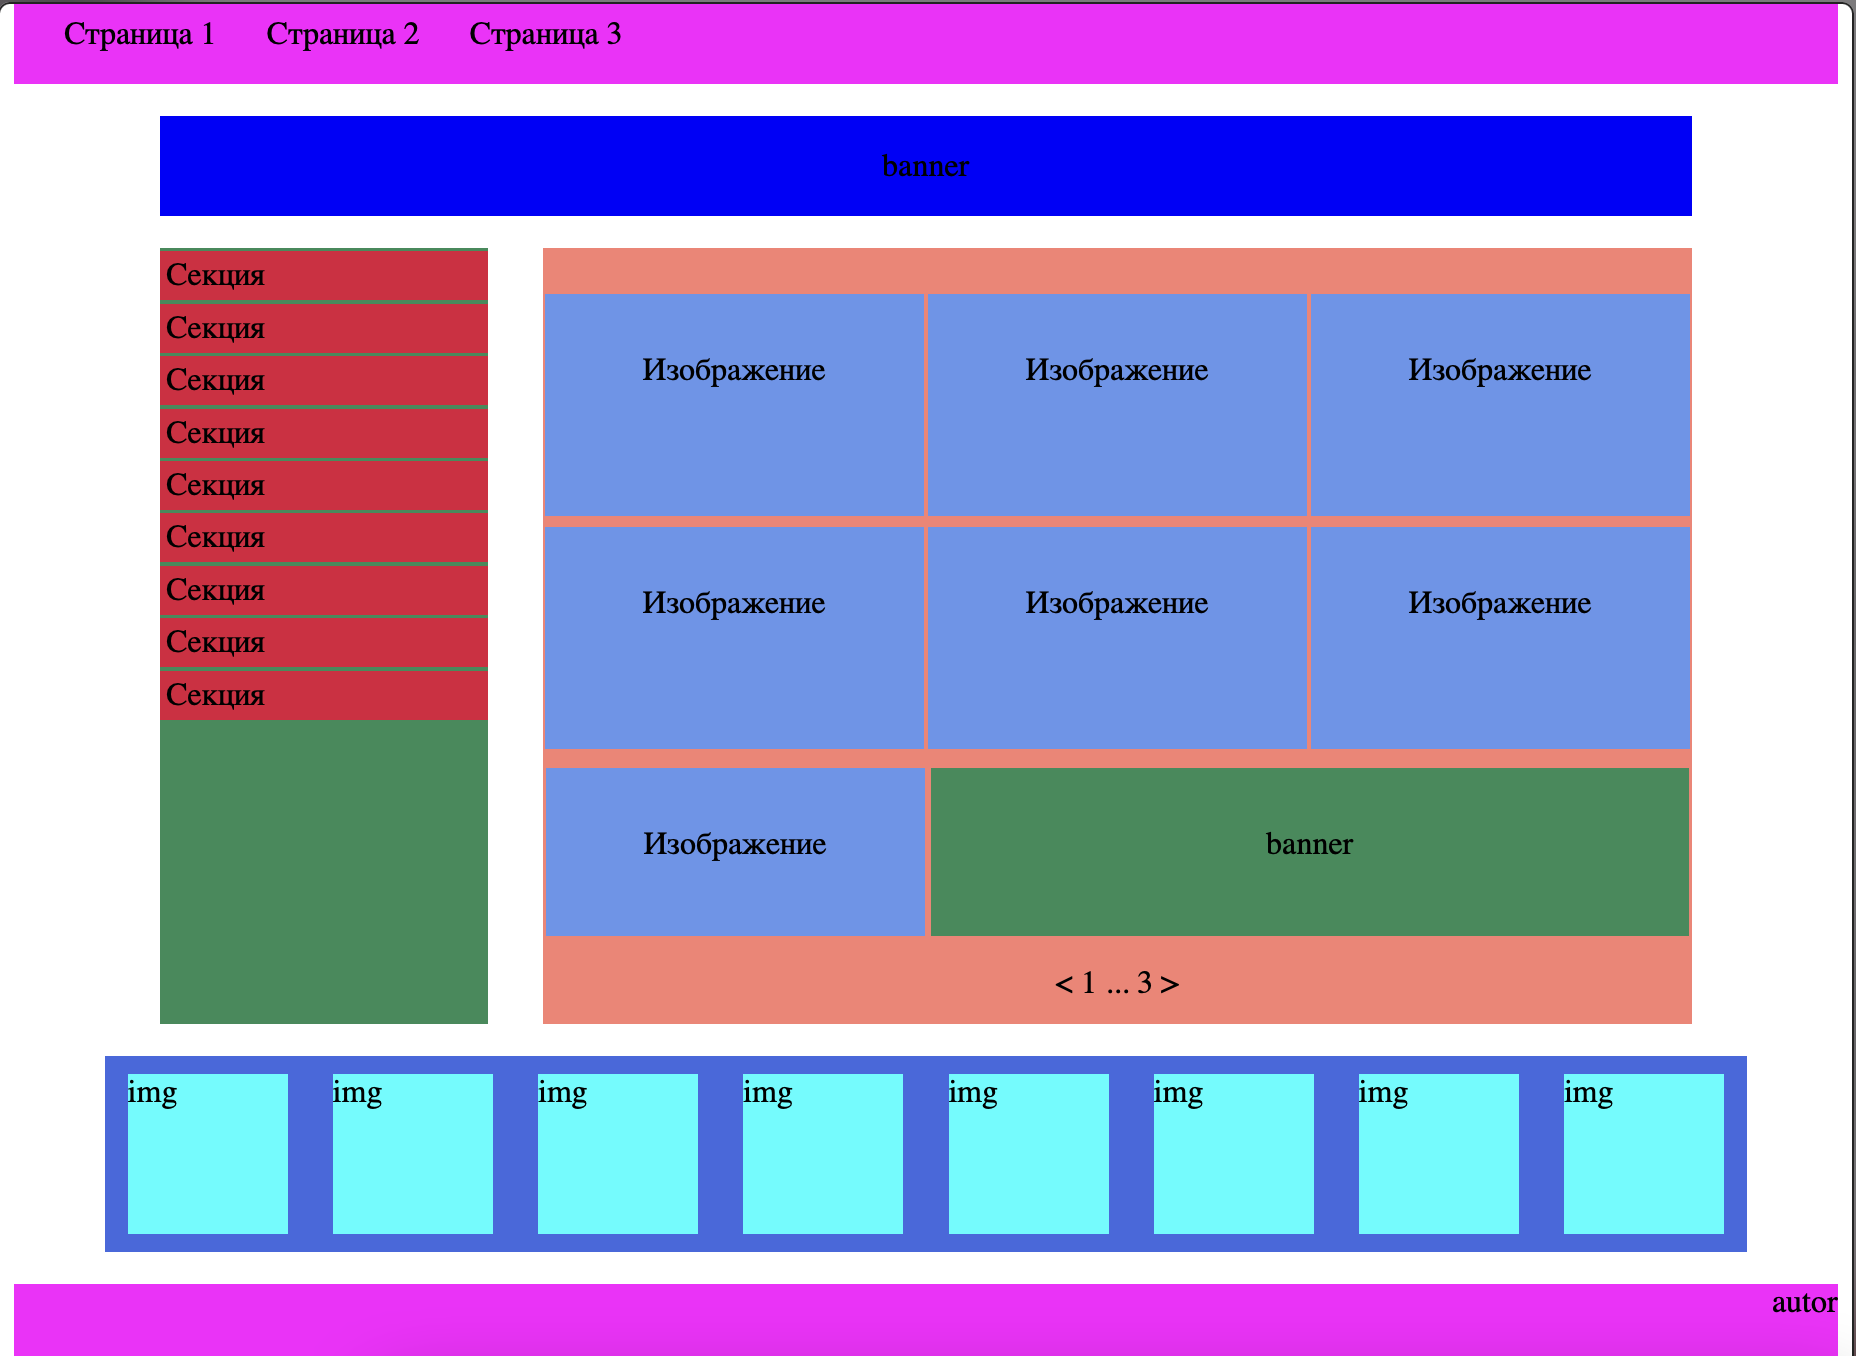 Страница 1 Страница 2 Страница 3
banner
Секция
Секция
Секция
Секция
Секция
Секция
Секция
Секция
Секция
Изображение Изображение Изображение
Изображение Изображение Изображение
Изображение banner
< 1 ... 3 >
img img img img img img img img
autor